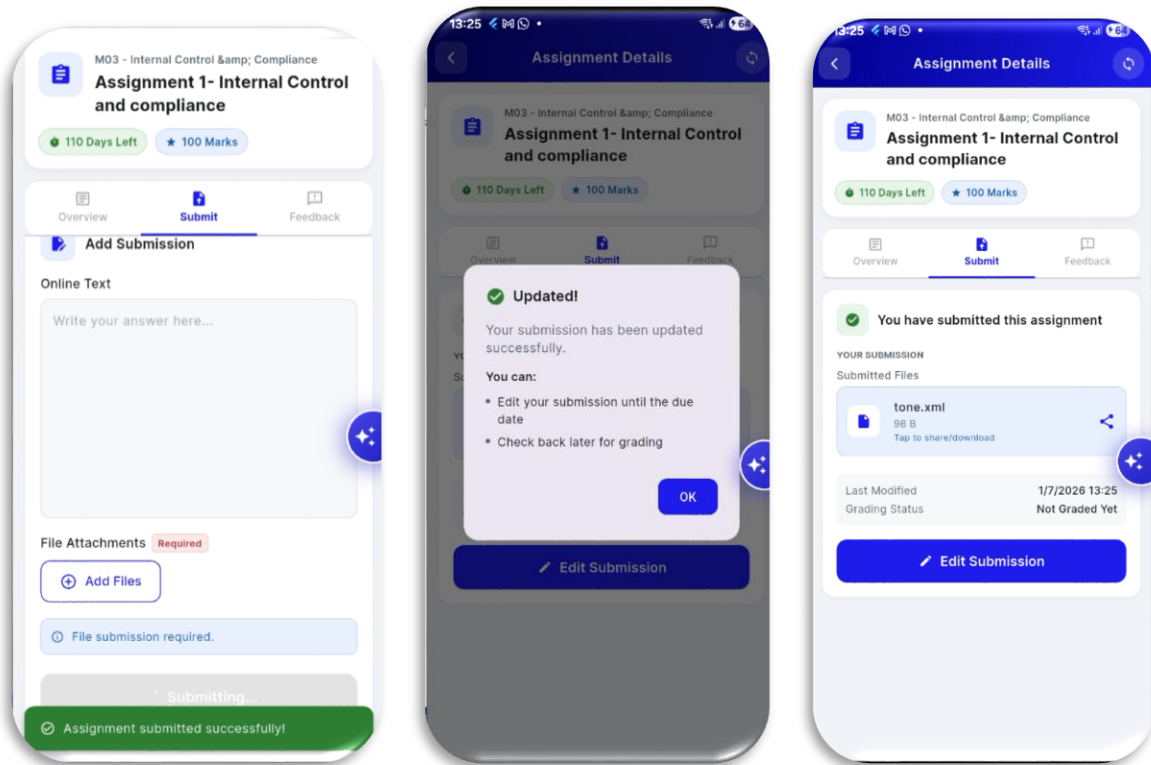 M03 - Internal Control &amp; Compliance
Assignment 1- Internal Control
and compliance
110 Days Left
100 Marks
Overview
Submit
Feedback
Add Submission
Online Text
Write your answer here...
File Attachments
Required
Add Files
File submission required.
Submitting...
Assignment submitted successfully!
13:25
64
Assignment Details
M03 - Internal Control &amp; Compliance
Assignment 1- Internal Control
and compliance
110 Days Left
100 Marks
Overview
Submit
Feedback
Updated!
Your submission has been updated
successfully.
You can:
• Edit your submission until the due
date
• Check back later for grading
OK
Edit Submission
13:25
64
Assignment Details
M03 - Internal Control &amp; Compliance
Assignment 1- Internal Control
and compliance
110 Days Left
100 Marks
Overview
Submit
Feedback
You have submitted this assignment
YOUR SUBMISSION
Submitted Files
tone.xml
98 B
Tap to share/download
Last Modified 1/7/2026 13:25
Grading Status Not Graded Yet
Edit Submission